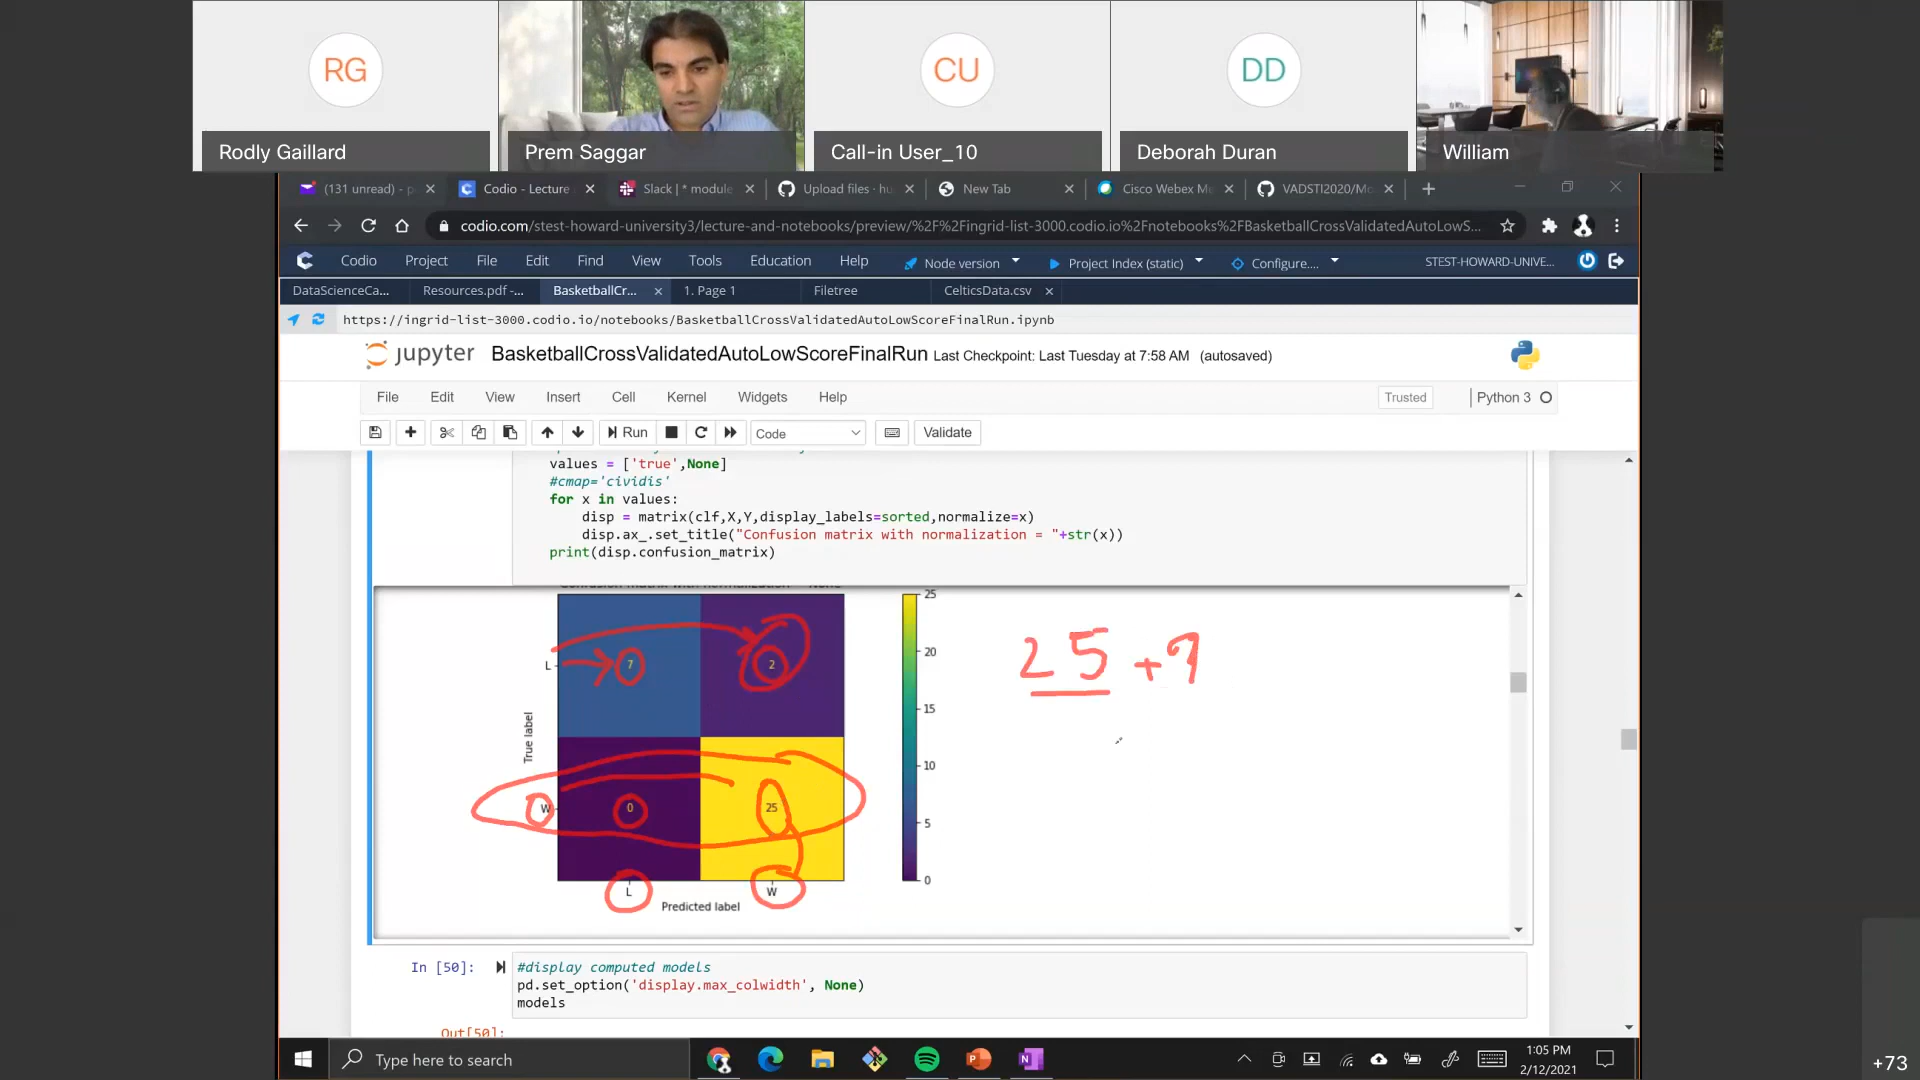 RG CU DD
Rodly Gaillard Prem Saggar Call-in User_10 Deborah Duran William
(131 unread) - p Codio - Lecture Slack | * module Upload files · hu New Tab Cisco Webex Me VADSTI2020/Mo
codio.com/stest-howard-university3/lecture-and-notebooks/preview/%2F%2Fingrid-list-3000.codio.io%2Fnotebooks%2FBasketballCrossValidatedAutoLowS...
Codio Project File Edit Find View Tools Education Help Node version Project Index (static) Configure.... STEST-HOWARD-UNIVE...
DataScienceCa... Resources.pdf -... BasketballCr... 1. Page 1 Filetree CelticsData.csv
https://ingrid-list-3000.codio.io/notebooks/BasketballCrossValidatedAutoLowScoreFinalRun.ipynb
jupyter BasketballCrossValidatedAutoLowScoreFinalRun Last Checkpoint: Last Tuesday at 7:58 AM (autosaved)
File Edit View Insert Cell Kernel Widgets Help Trusted Python 3
Run Code Validate
values = ['true',None]
#cmap='cividis'
for x in values:
disp = matrix(clf,X,Y,display_labels=sorted,normalize=x)
disp.ax_.set_title("Confusion matrix with normalization = "+str(x))
print(disp.confusion_matrix)
25
20
15
10
5
0
True label
L 7 2
W 0 25
L W
Predicted label
25 + 7
In [50]:
#display computed models
pd.set_option('display.max_colwidth', None)
models
Out[50]:
Type here to search
1:05 PM
2/12/2021
+73